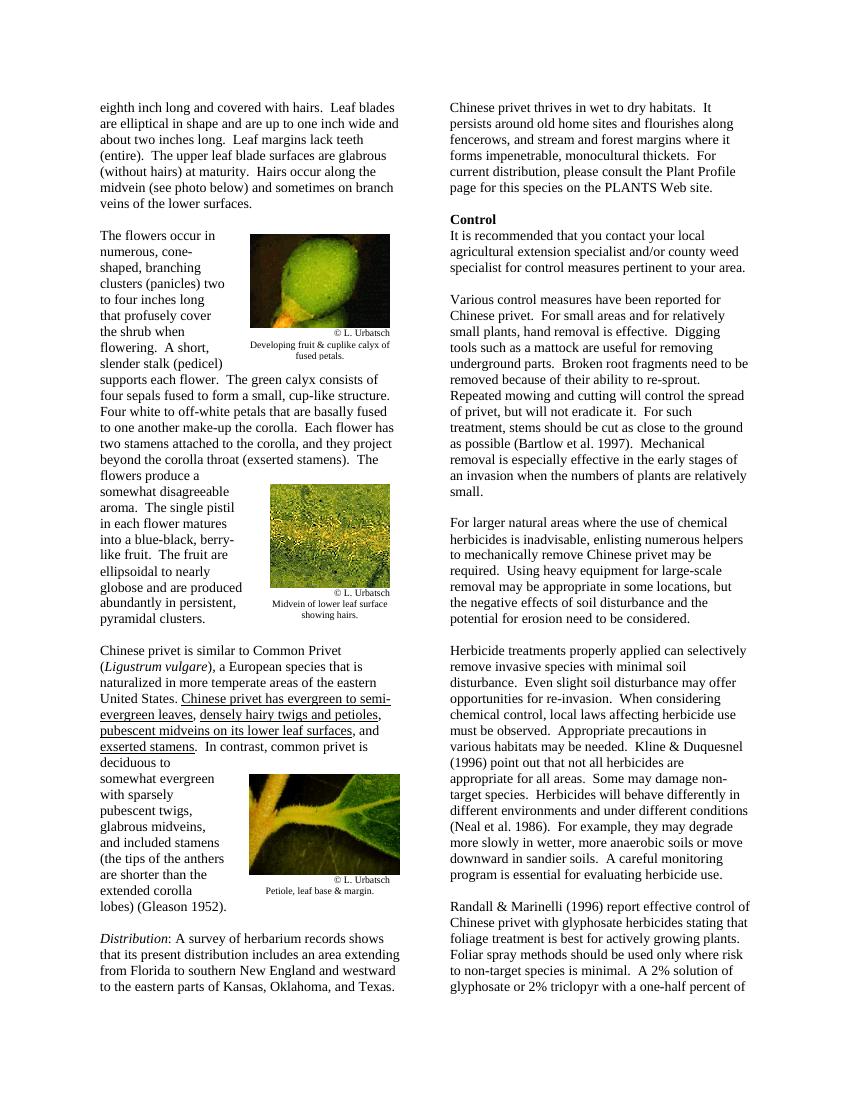 eighth inch long and covered with hairs.  Leaf blades
are elliptical in shape and are up to one inch wide and
about two inches long.  Leaf margins lack teeth
(entire).  The upper leaf blade surfaces are glabrous
(without hairs) at maturity.  Hairs occur along the
midvein (see photo below) and sometimes on branch
veins of the lower surfaces.
The flowers occur in
numerous, cone-
shaped, branching
clusters (panicles) two
to four inches long
that profusely cover
the shrub when
flowering.  A short,
slender stalk (pedicel)
© L. Urbatsch
Developing fruit & cuplike calyx of
fused petals.
supports each flower.  The green calyx consists of
four sepals fused to form a small, cup-like structure.
Four white to off-white petals that are basally fused
to one another make-up the corolla.  Each flower has
two stamens attached to the corolla, and they project
beyond the corolla throat (exserted stamens).  The
flowers produce a
somewhat disagreeable
aroma.  The single pistil
in each flower matures
into a blue-black, berry-
like fruit.  The fruit are
ellipsoidal to nearly
globose and are produced
abundantly in persistent,
pyramidal clusters.
© L. Urbatsch
Midvein of lower leaf surface
showing hairs.
Chinese privet is similar to Common Privet
(Ligustrum vulgare), a European species that is
naturalized in more temperate areas of the eastern
United States. Chinese privet has evergreen to semi-
evergreen leaves, densely hairy twigs and petioles,
pubescent midveins on its lower leaf surfaces, and
exserted stamens.  In contrast, common privet is
deciduous to
somewhat evergreen
with sparsely
pubescent twigs,
glabrous midveins,
and included stamens
(the tips of the anthers
are shorter than the
extended corolla
lobes) (Gleason 1952).
© L. Urbatsch
Petiole, leaf base & margin.
Distribution: A survey of herbarium records shows
that its present distribution includes an area extending
from Florida to southern New England and westward
to the eastern parts of Kansas, Oklahoma, and Texas.
Chinese privet thrives in wet to dry habitats.  It
persists around old home sites and flourishes along
fencerows, and stream and forest margins where it
forms impenetrable, monocultural thickets.  For
current distribution, please consult the Plant Profile
page for this species on the PLANTS Web site.
Control
It is recommended that you contact your local
agricultural extension specialist and/or county weed
specialist for control measures pertinent to your area.
Various control measures have been reported for
Chinese privet.  For small areas and for relatively
small plants, hand removal is effective.  Digging
tools such as a mattock are useful for removing
underground parts.  Broken root fragments need to be
removed because of their ability to re-sprout.
Repeated mowing and cutting will control the spread
of privet, but will not eradicate it.  For such
treatment, stems should be cut as close to the ground
as possible (Bartlow et al. 1997).  Mechanical
removal is especially effective in the early stages of
an invasion when the numbers of plants are relatively
small.
For larger natural areas where the use of chemical
herbicides is inadvisable, enlisting numerous helpers
to mechanically remove Chinese privet may be
required.  Using heavy equipment for large-scale
removal may be appropriate in some locations, but
the negative effects of soil disturbance and the
potential for erosion need to be considered.
Herbicide treatments properly applied can selectively
remove invasive species with minimal soil
disturbance.  Even slight soil disturbance may offer
opportunities for re-invasion.  When considering
chemical control, local laws affecting herbicide use
must be observed.  Appropriate precautions in
various habitats may be needed.  Kline & Duquesnel
(1996) point out that not all herbicides are
appropriate for all areas.  Some may damage non-
target species.  Herbicides will behave differently in
different environments and under different conditions
(Neal et al. 1986).  For example, they may degrade
more slowly in wetter, more anaerobic soils or move
downward in sandier soils.  A careful monitoring
program is essential for evaluating herbicide use.
Randall & Marinelli (1996) report effective control of
Chinese privet with glyphosate herbicides stating that
foliage treatment is best for actively growing plants.
Foliar spray methods should be used only where risk
to non-target species is minimal.  A 2% solution of
glyphosate or 2% triclopyr with a one-half percent of